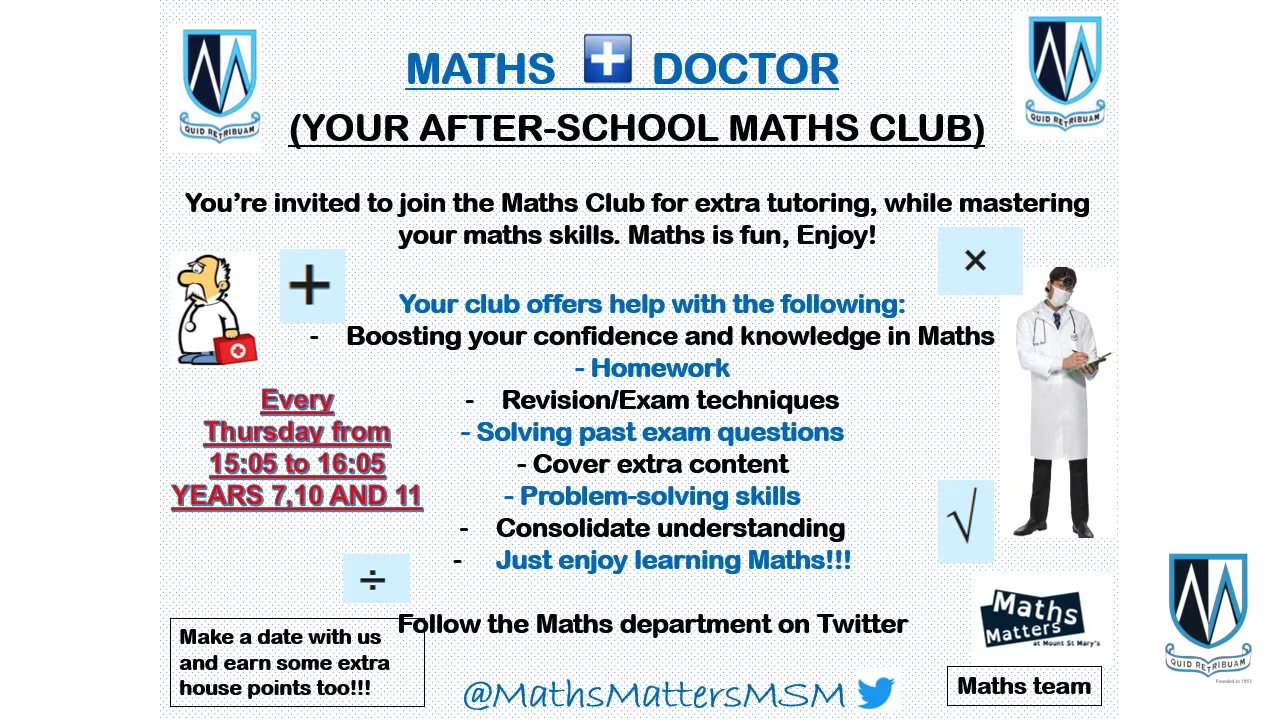 MATHS DOCTOR
QUID RETRIBUAM
QUID RETRIBUAM
(YOUR AFTER-SCHOOL MATHS CLUB)
You’re invited to join the Maths Club for extra tutoring, while mastering
your maths skills. Maths is fun, Enjoy!
+
×
Your club offers help with the following:
- Boosting your confidence and knowledge in Maths
- Homework
- Revision/Exam techniques
- Solving past exam questions
- Cover extra content
- Problem-solving skills
- Consolidate understanding
- Just enjoy learning Maths!!!
Every
Thursday from
15:05 to 16:05
YEARS 7,10 AND 11
√
÷
Make a date with us
and earn some extra
house points too!!!
Follow the Maths department on Twitter
@MathsMattersMSM
Maths
Matters
at Mount St Mary's
Maths team
QUID RETRIBUAM
Founded in 1853